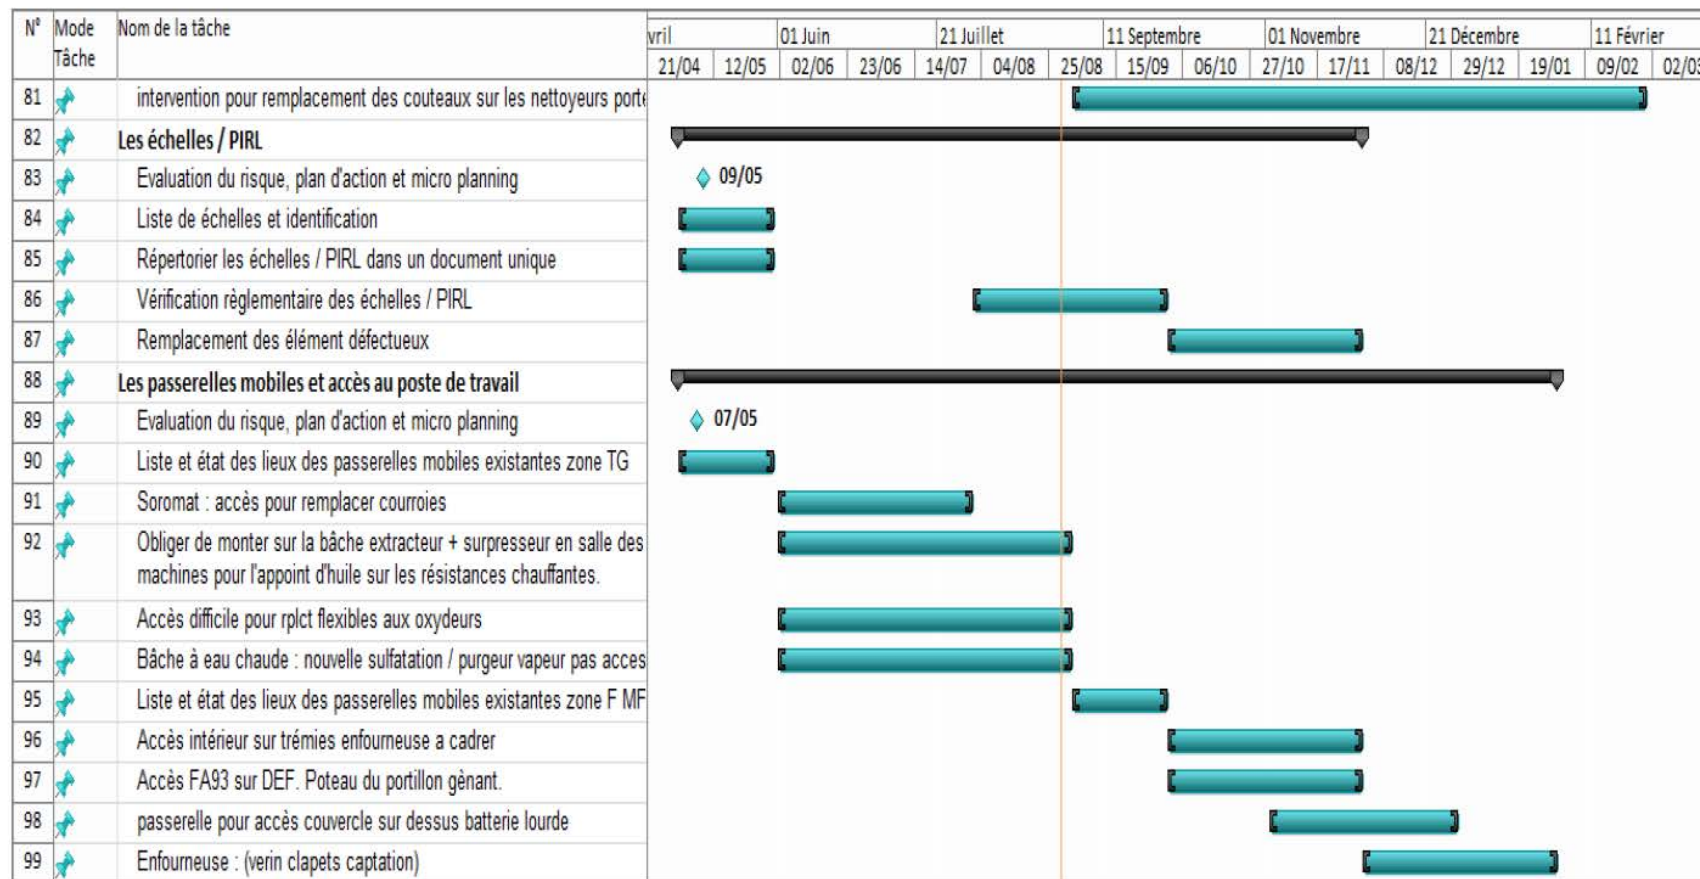 N° Mode Tâche Nom de la tâche
vril 01 Juin 21 Juillet 11 Septembre 01 Novembre 21 Décembre 11 Février
21/04 12/05 02/06 23/06 14/07 04/08 25/08 15/09 06/10 27/10 17/11 08/12 29/12 19/01 09/02 02/03
81 intervention pour remplacement des couteaux sur les nettoyeurs porte
82 Les échelles / PIRL
83 Evaluation du risque, plan d'action et micro planning 09/05
84 Liste de échelles et identification
85 Répertorier les échelles / PIRL dans un document unique
86 Vérification règlementaire des échelles / PIRL
87 Remplacement des élément défectueux
88 Les passerelles mobiles et accès au poste de travail
89 Evaluation du risque, plan d'action et micro planning 07/05
90 Liste et état des lieux des passerelles mobiles existantes zone TG
91 Soromat : accès pour remplacer courroies
92 Obliger de monter sur la bâche extracteur + surpresseur en salle des
machines pour l'appoint d'huile sur les résistances chauffantes.
93 Accès difficile pour rplct flexibles aux oxydeurs
94 Bâche à eau chaude : nouvelle sulfatation / purgeur vapeur pas acces
95 Liste et état des lieux des passerelles mobiles existantes zone F MF
96 Accès intérieur sur trémies enfourneuse a cadrer
97 Accès FA93 sur DEF. Poteau du portillon gènant.
98 passerelle pour accès couvercle sur dessus batterie lourde
99 Enfourneuse : (verin clapets captation)